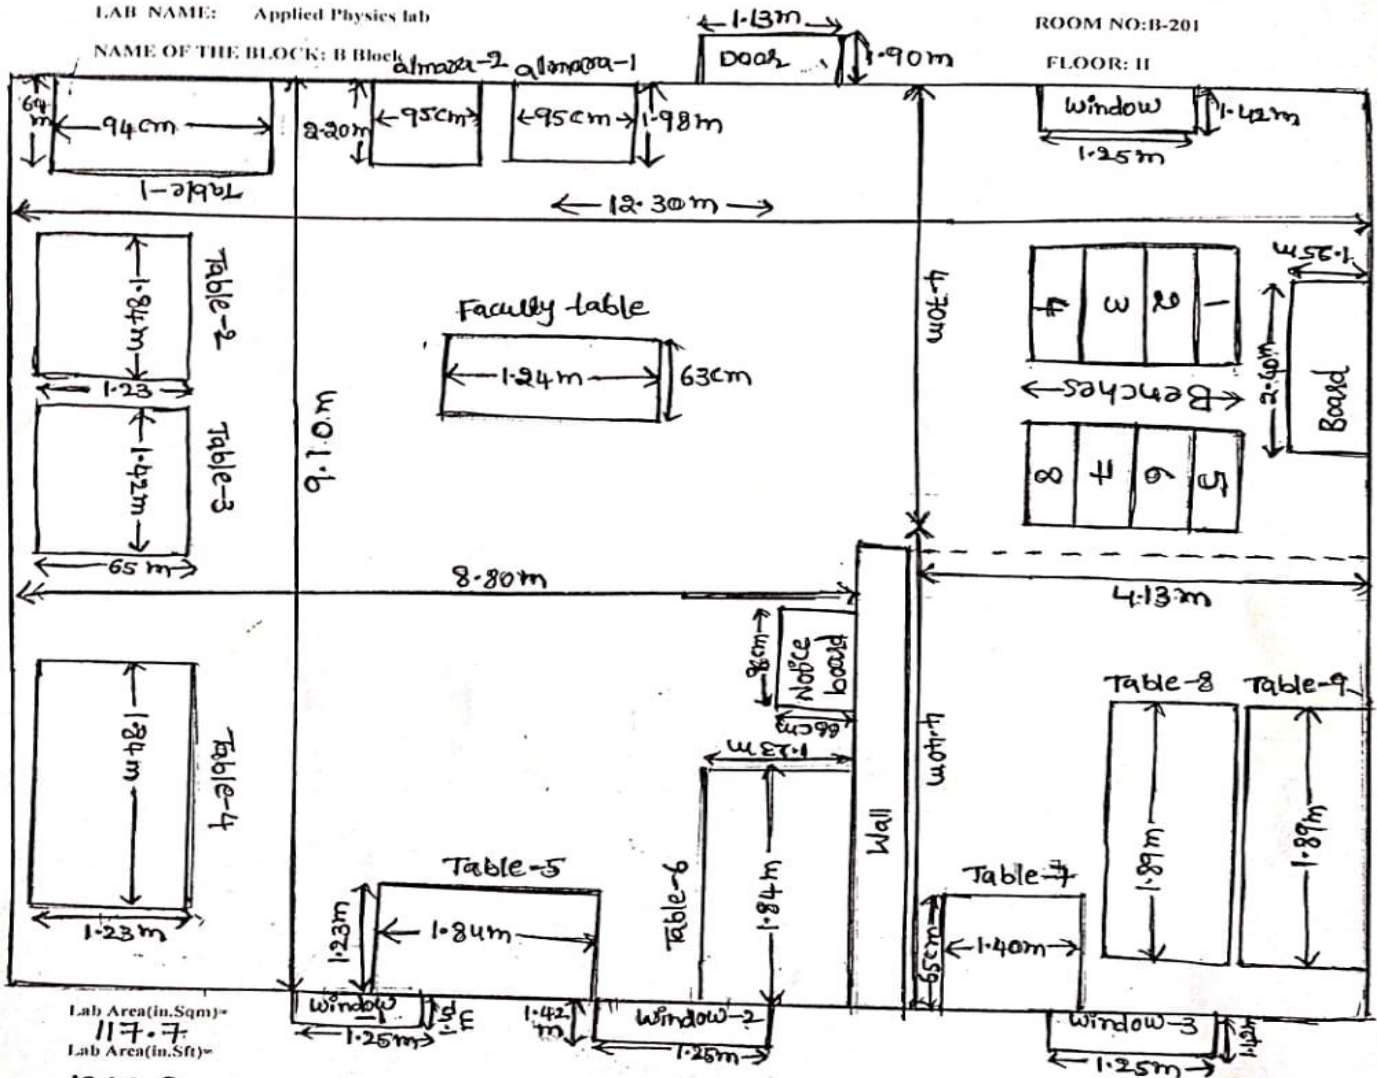 LAB NAME: Applied Physics lab
ROOM NO:B-201
NAME OF THE BLOCK: B Block
FLOOR: II
1.13m
Door
1.90m
almara-2
almara-1
94cm
Table-1
2.20m
95cm
95cm
1.98m
window
1.42m
1.25m
12.30m
Table-2
1.84m
1.23
Table-3
1.42m
65 m
9.10m
Faculty table
1.24m
63cm
4.70m
4
3
2
1
Benches
8
7
6
5
1.25m
2.40m
Board
8.80m
4.13m
Notice
board
88cm
1.23m
Wall
4.40m
Table-4
1.84m
1.23m
Table-5
1.23m
1.84m
Table-6
1.84m
Table-7
65cm
1.40m
Table-8
1.89m
Table-9
1.89m
window
1.25m
1.42
m
window-2
1.25m
window-3
1.42m
1.25m
Lab Area(in.Sqm)=
117.7
Lab Area(in.Sft)=